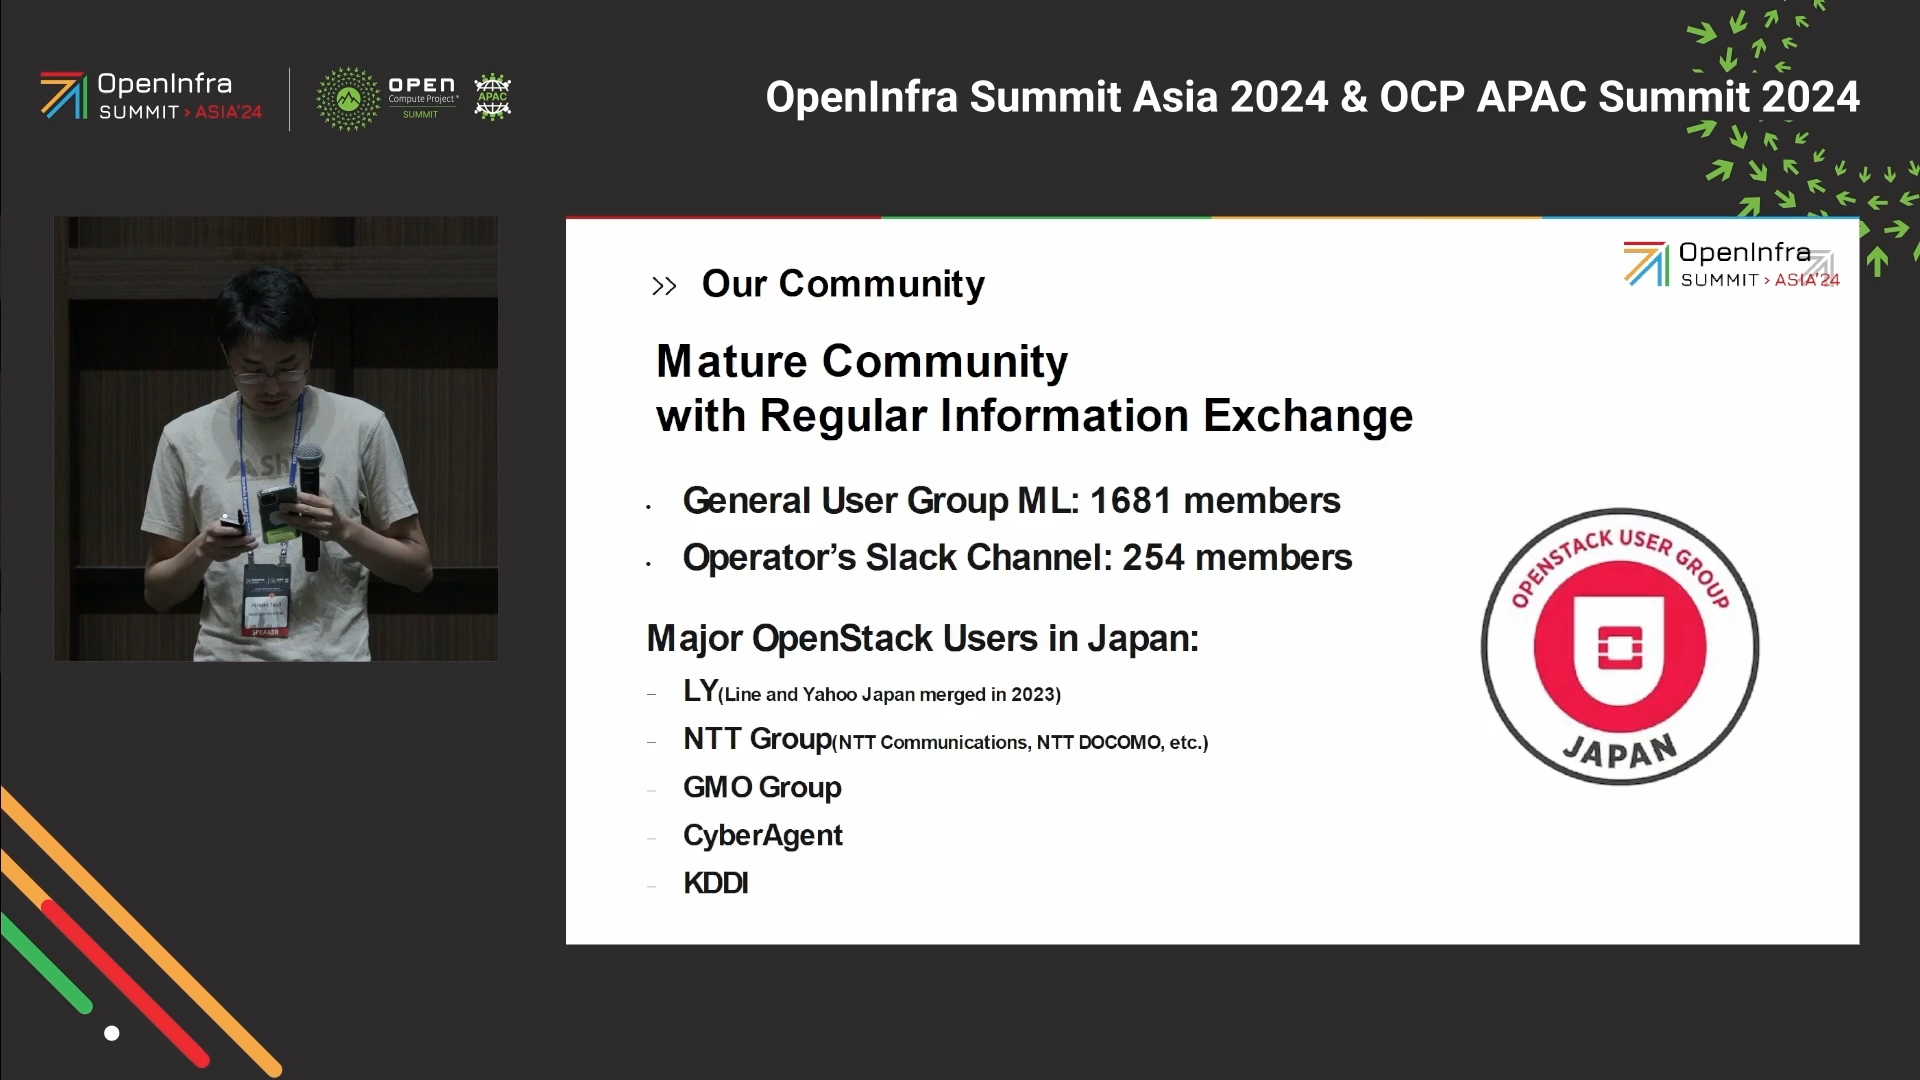 OpenInfra
SUMMIT > ASIA'24
OPEN
Compute Project®
SUMMIT
APAC
OpenInfra Summit Asia 2024 & OCP APAC Summit 2024
OpenInfra
SUMMIT > ASIA'24
>> Our Community
Mature Community
with Regular Information Exchange
• General User Group ML: 1681 members
• Operator’s Slack Channel: 254 members
Major OpenStack Users in Japan:
– LY(Line and Yahoo Japan merged in 2023)
– NTT Group(NTT Communications, NTT DOCOMO, etc.)
– GMO Group
– CyberAgent
– KDDI
OPENSTACK USER GROUP
JAPAN
SPEAKER